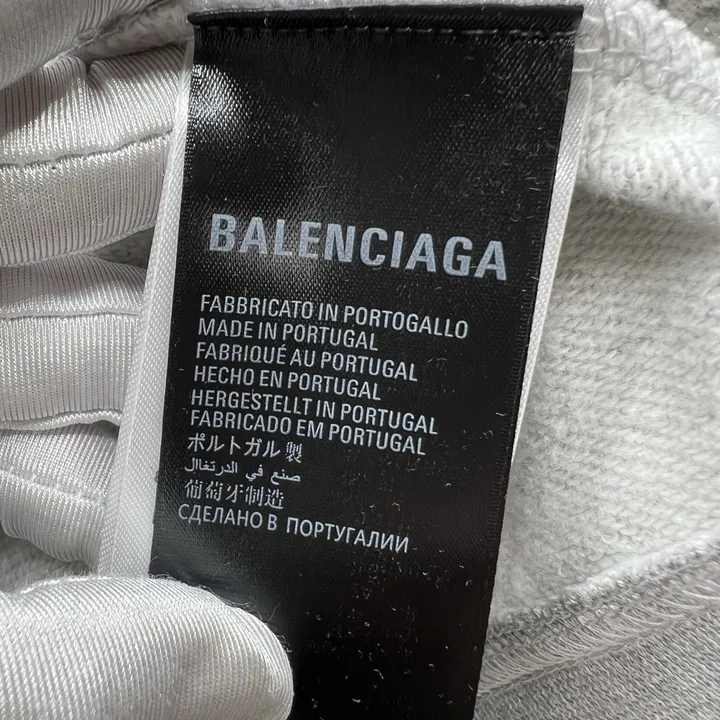 BALENCIAGA
FABBRICATO IN PORTOGALLO
MADE IN PORTUGAL
FABRIQUÉ AU PORTUGAL
HECHO EN PORTUGAL
HERGESTELLT IN PORTUGAL
FABRICADO EM PORTUGAL
ポルトガル製
صنع في الدرتغاال
葡萄牙制造
СДЕЛАНО В ПОРТУГАЛИИ